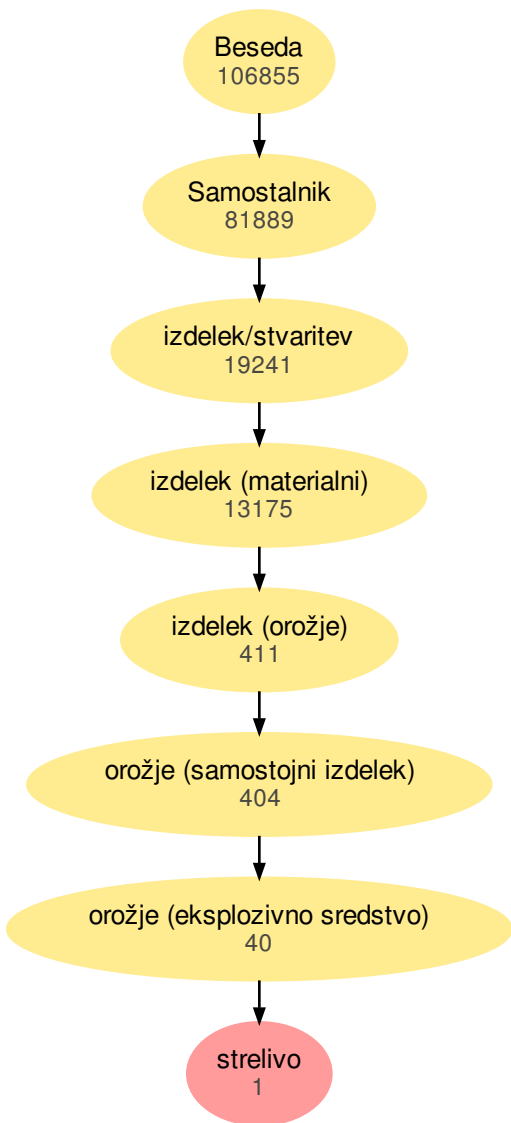 Beseda
106855
Samostalnik
81889
izdelek/stvaritev
19241
izdelek (materialni)
13175
izdelek (orožje)
411
orožje (samostojni izdelek)
404
orožje (eksplozivno sredstvo)
40
strelivo
1